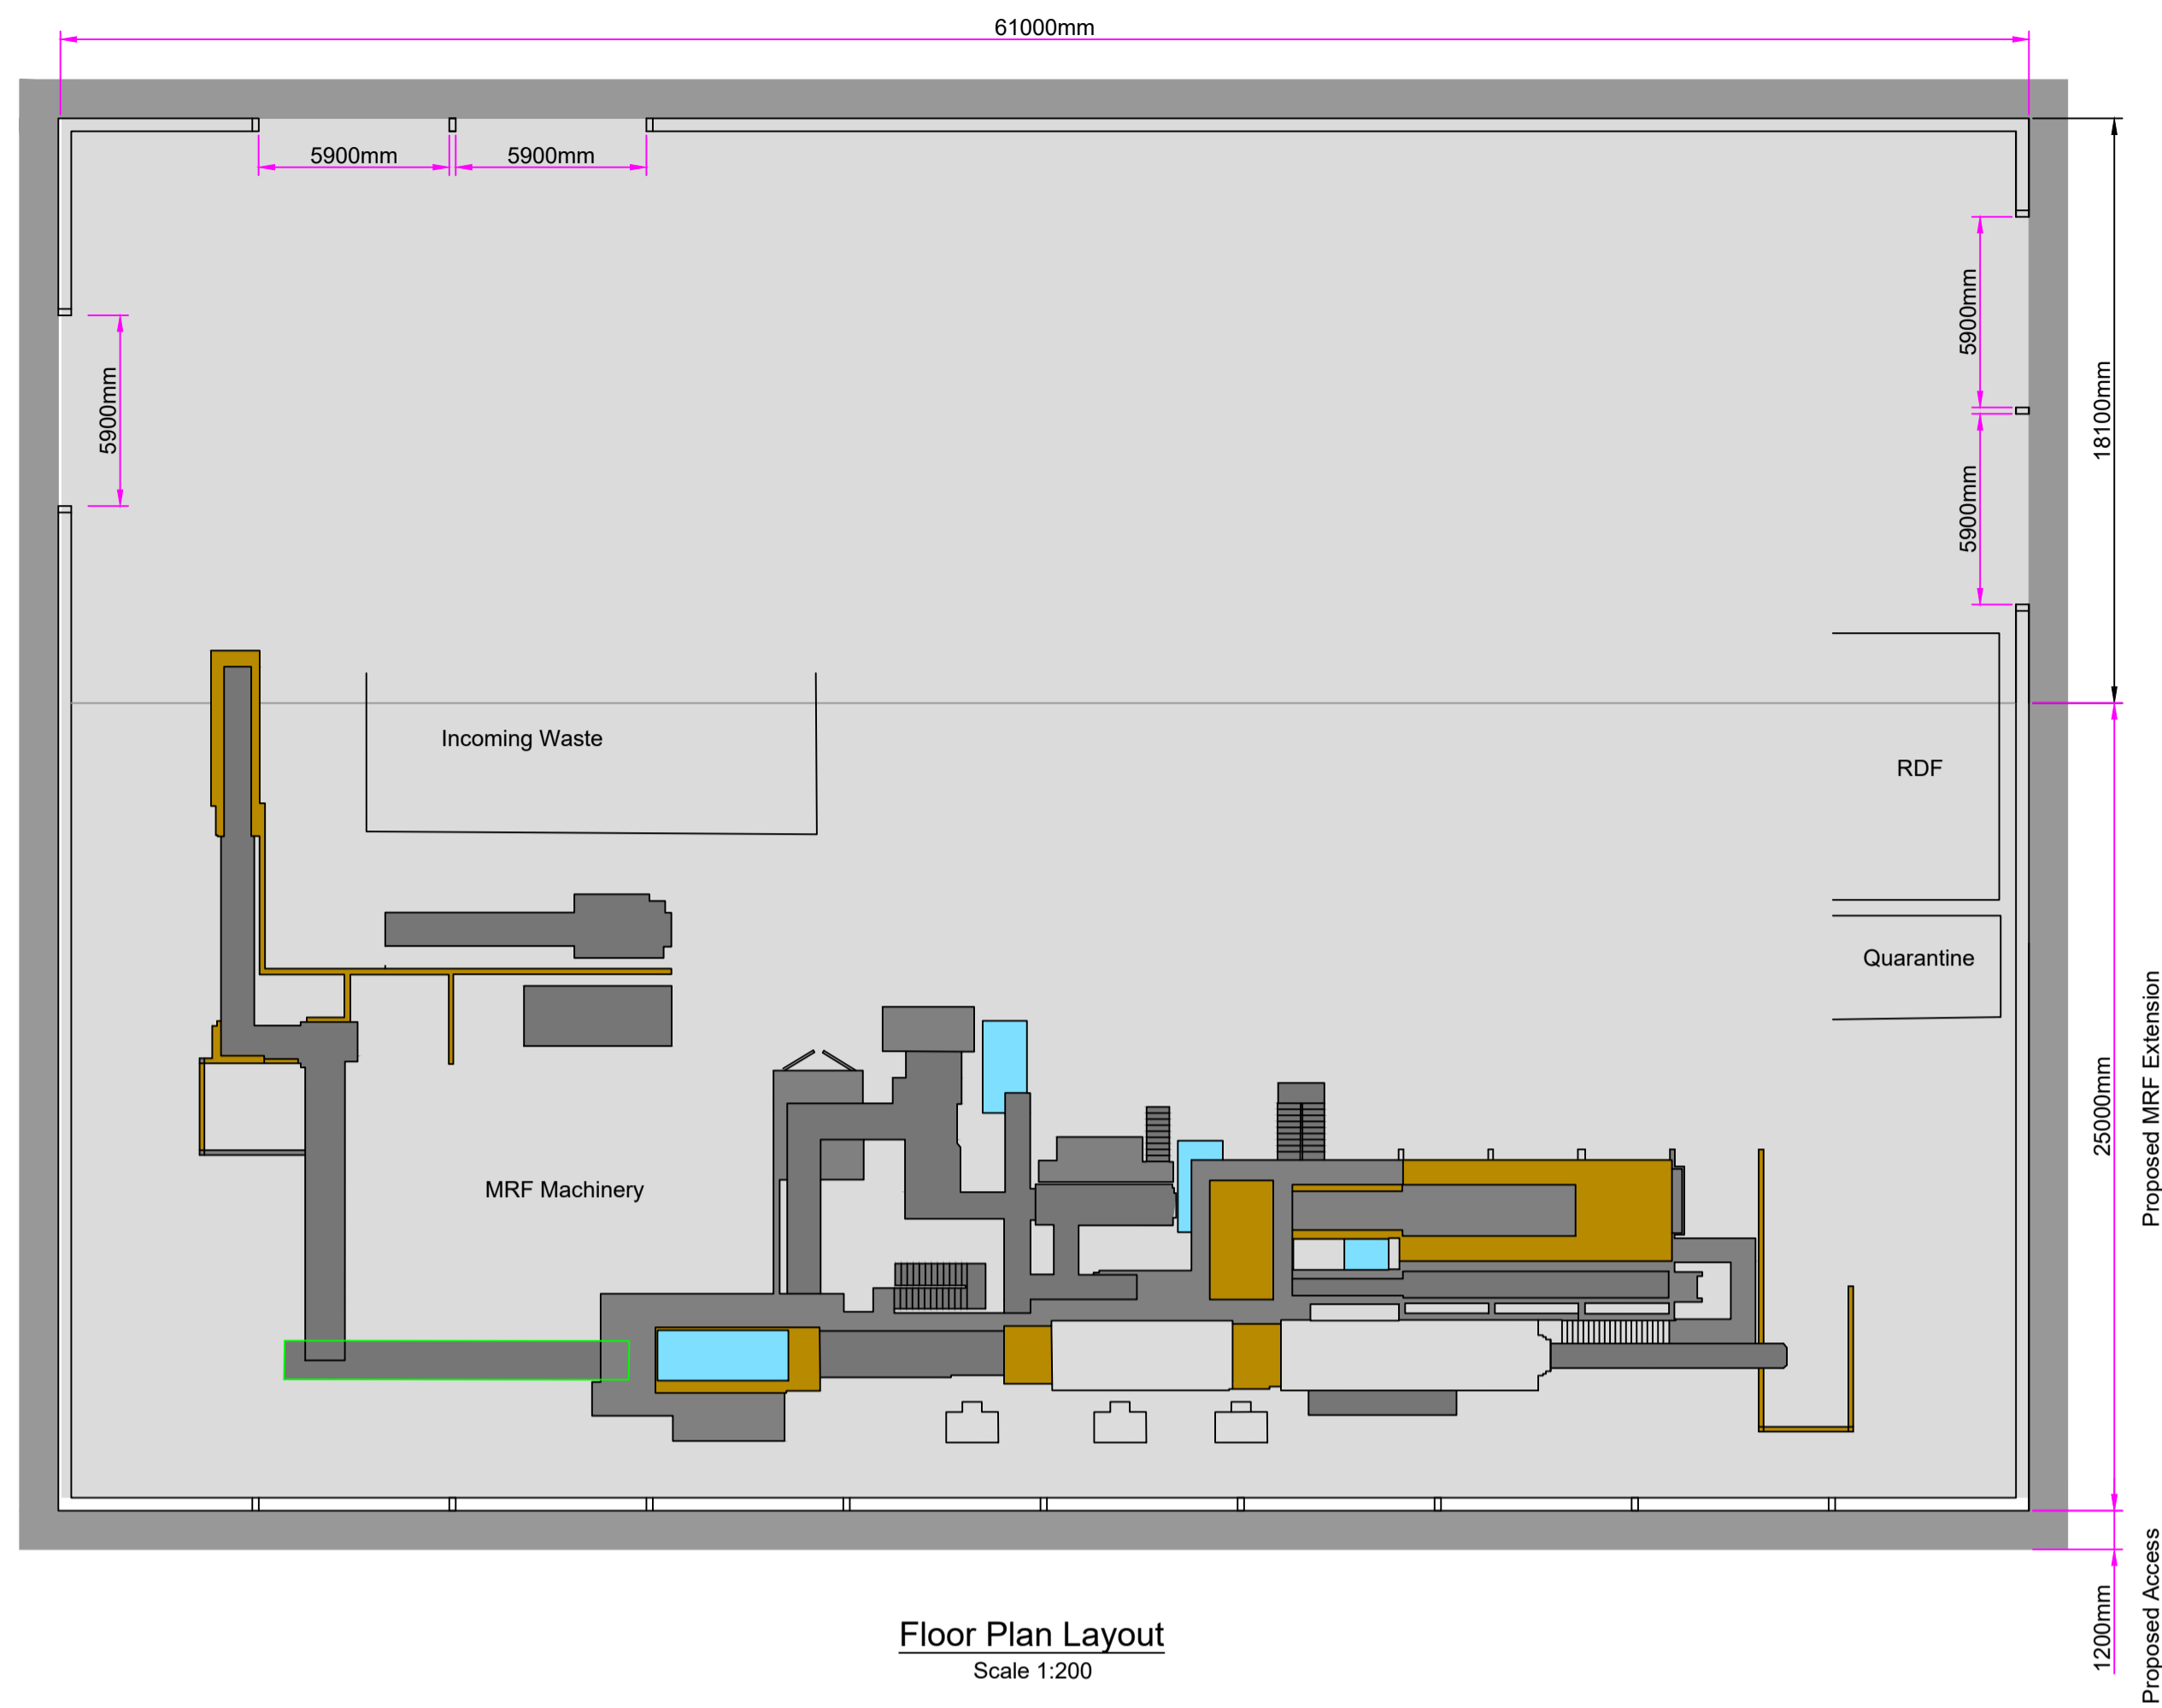 61000mm
5900mm
5900mm
5900mm
5900mm
5900mm
18100mm
Incoming Waste
RDF
Quarantine
MRF Machinery
25000mm
Proposed MRF Extension
1200mm
Proposed Access
Floor Plan Layout
Scale 1:200